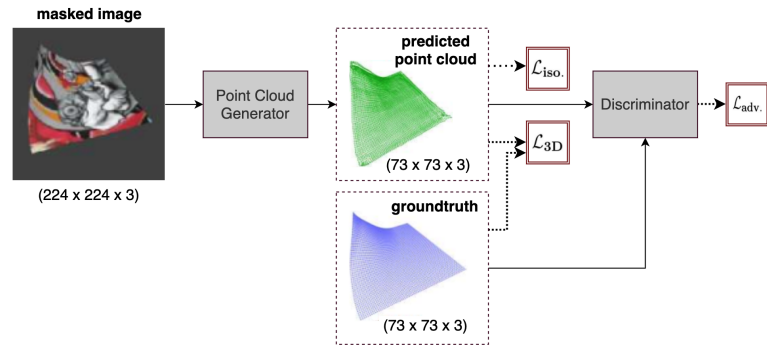 masked image
(224 x 224 x 3)
Point Cloud
Generator
predicted
point cloud
(73 x 73 x 3)
groundtruth
(73 x 73 x 3)
ℒiso.
ℒ3D
Discriminator
ℒadv.